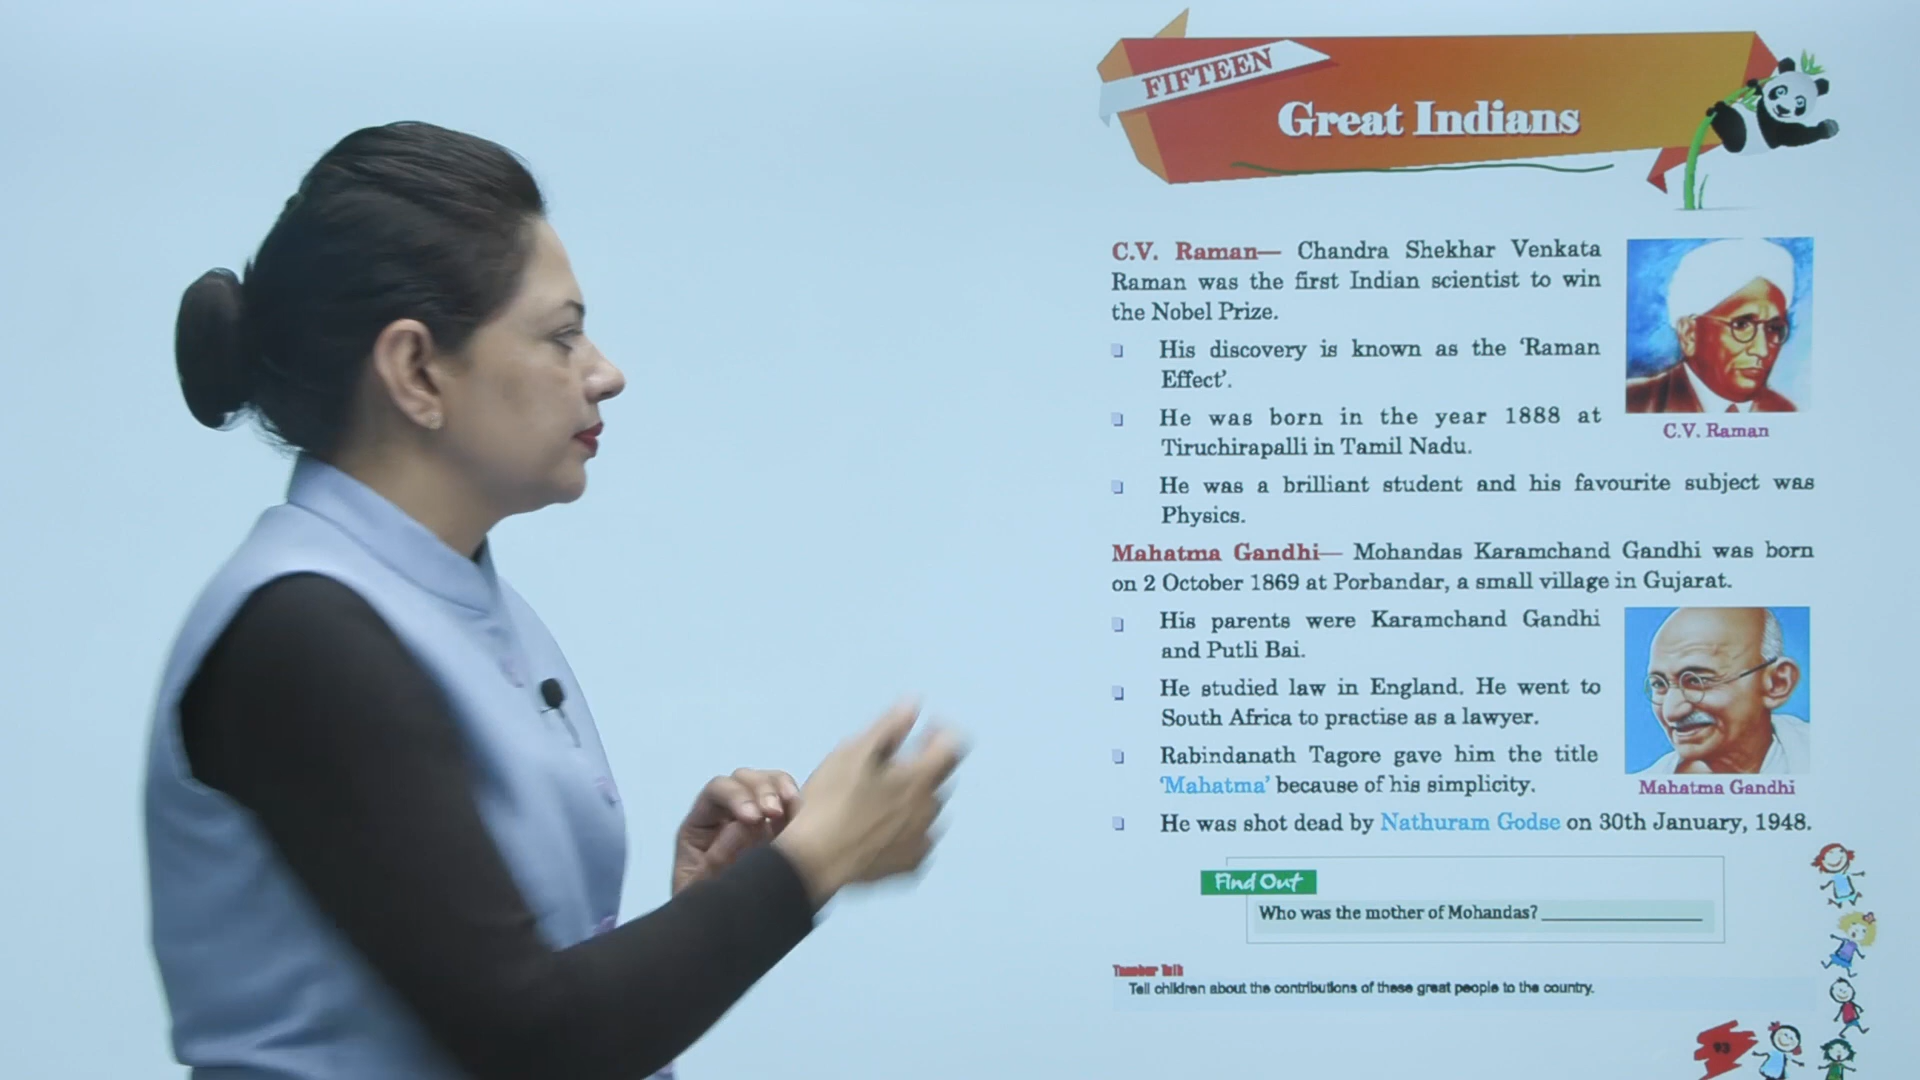 FIFTEEN
Great Indians
C.V. Raman— Chandra Shekhar Venkata
Raman was the first Indian scientist to win
the Nobel Prize.
His discovery is known as the ‘Raman
Effect’.
He was born in the year 1888 at
Tiruchirapalli in Tamil Nadu.
He was a brilliant student and his favourite subject was
Physics.
C.V. Raman
Mahatma Gandhi— Mohandas Karamchand Gandhi was born
on 2 October 1869 at Porbandar, a small village in Gujarat.
His parents were Karamchand Gandhi
and Putli Bai.
He studied law in England. He went to
South Africa to practise as a lawyer.
Rabindanath Tagore gave him the title
‘Mahatma’ because of his simplicity.
Mahatma Gandhi
He was shot dead by Nathuram Godse on 30th January, 1948.
Find Out
Who was the mother of Mohandas? ____________
Teacher Talk
Tell children about the contributions of these great people to the country.
93